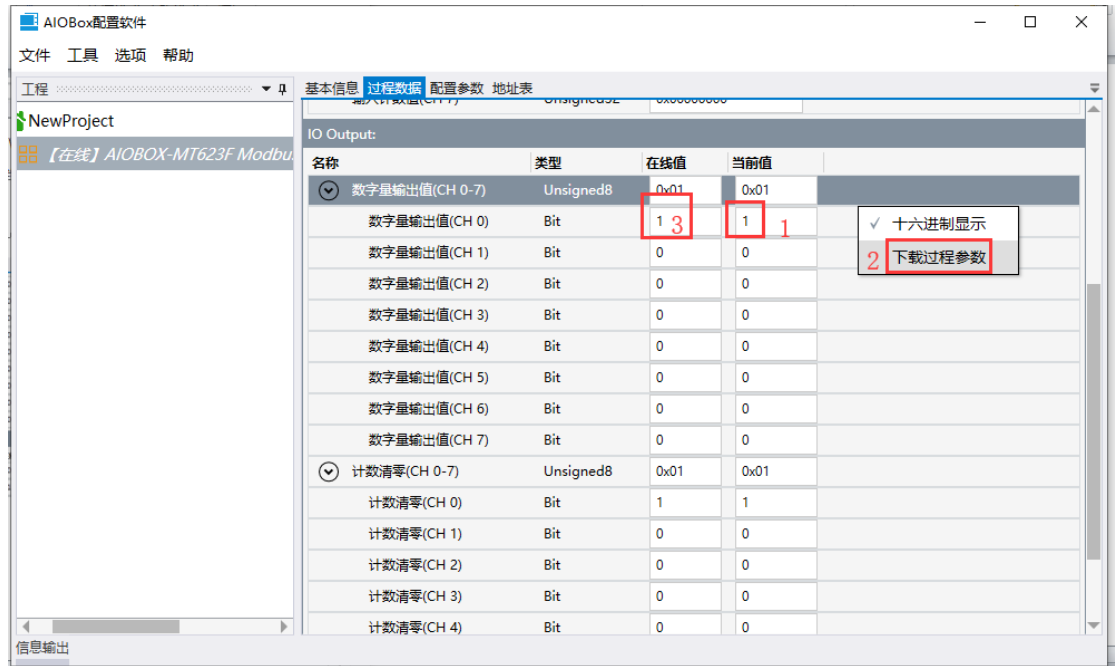 AIOBox配置软件
文件 工具 选项 帮助
工程
基本信息 过程数据 配置参数 地址表
NewProject
【在线】AIOBOX-MT623F Modbu
输入计数值(CH 7) Unsigned32 0x00000000
IO Output:
名称 类型 在线值 当前值
数字量输出值(CH 0-7) Unsigned8 0x01 0x01
数字量输出值(CH 0) Bit 1 3 1 1
✓ 十六进制显示
数字量输出值(CH 1) Bit 0 0
2 下载过程参数
数字量输出值(CH 2) Bit 0 0
数字量输出值(CH 3) Bit 0 0
数字量输出值(CH 4) Bit 0 0
数字量输出值(CH 5) Bit 0 0
数字量输出值(CH 6) Bit 0 0
数字量输出值(CH 7) Bit 0 0
计数清零(CH 0-7) Unsigned8 0x01 0x01
计数清零(CH 0) Bit 1 1
计数清零(CH 1) Bit 0 0
计数清零(CH 2) Bit 0 0
计数清零(CH 3) Bit 0 0
计数清零(CH 4) Bit 0 0
信息输出